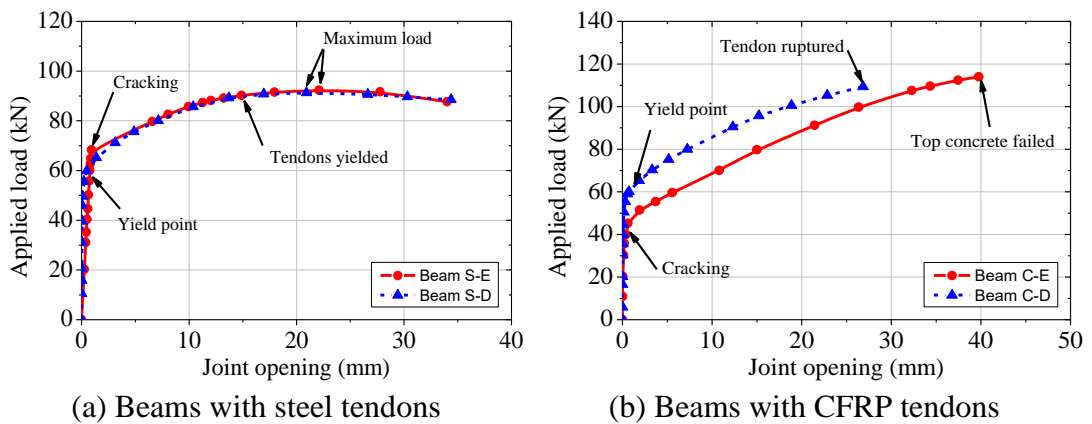 120
100
80
60
40
20
0
Applied load (kN)
Maximum load
Cracking
Tendons yielded
Yield point
Beam S-E
Beam S-D
0 10 20 30 40
Joint opening (mm)
(a) Beams with steel tendons
140
120
100
80
60
40
20
0
Applied load (kN)
Tendon ruptured
Yield point
Top concrete failed
Cracking
Beam C-E
Beam C-D
0 10 20 30 40 50
Joint opening (mm)
(b) Beams with CFRP tendons